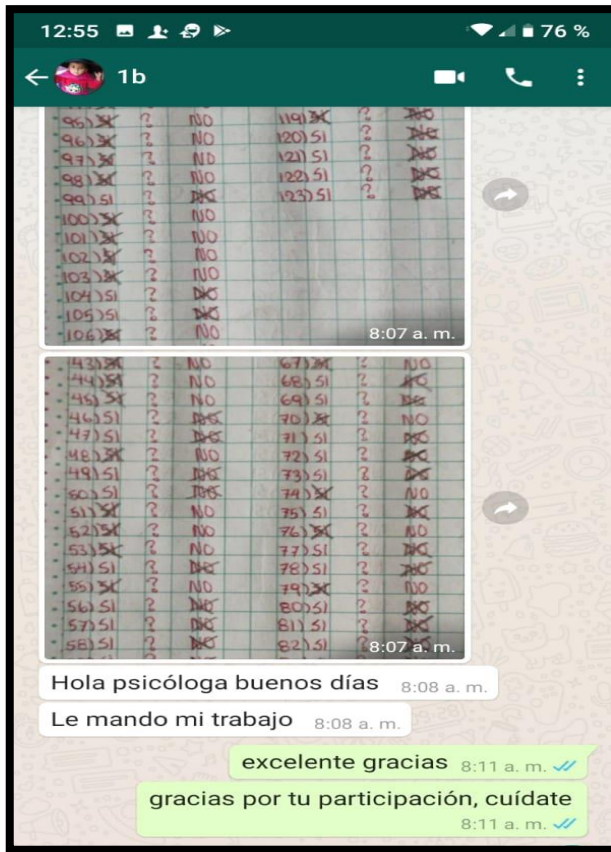 12:55 76 %
1b
95) SI ? NO 119) SI ? NO
96) SI ? NO 120) SI ? NO
97) SI ? NO 121) SI ? NO
98) SI ? NO 122) SI ? NO
99) SI ? NO 123) SI ? NO
100) SI ? NO
101) SI ? NO
102) SI ? NO
103) SI ? NO
104) SI ? NO
105) SI ? NO
106) SI ? NO
8:07 a. m.
43) SI ? NO 67) SI ? NO
44) SI ? NO 68) SI ? NO
45) SI ? NO 69) SI ? NO
46) SI ? NO 70) SI ? NO
47) SI ? NO 71) SI ? NO
48) SI ? NO 72) SI ? NO
49) SI ? NO 73) SI ? NO
50) SI ? NO 74) SI ? NO
51) SI ? NO 75) SI ? NO
52) SI ? NO 76) SI ? NO
53) SI ? NO 77) SI ? NO
54) SI ? NO 78) SI ? NO
55) SI ? NO 79) SI ? NO
56) SI ? NO 80) SI ? NO
57) SI ? NO 81) SI ? NO
58) SI ? NO 82) SI ? NO
8:07 a. m.
Hola psicóloga buenos días 8:08 a. m.
Le mando mi trabajo 8:08 a. m.
excelente gracias 8:11 a. m.
gracias por tu participación, cuídate
8:11 a. m.